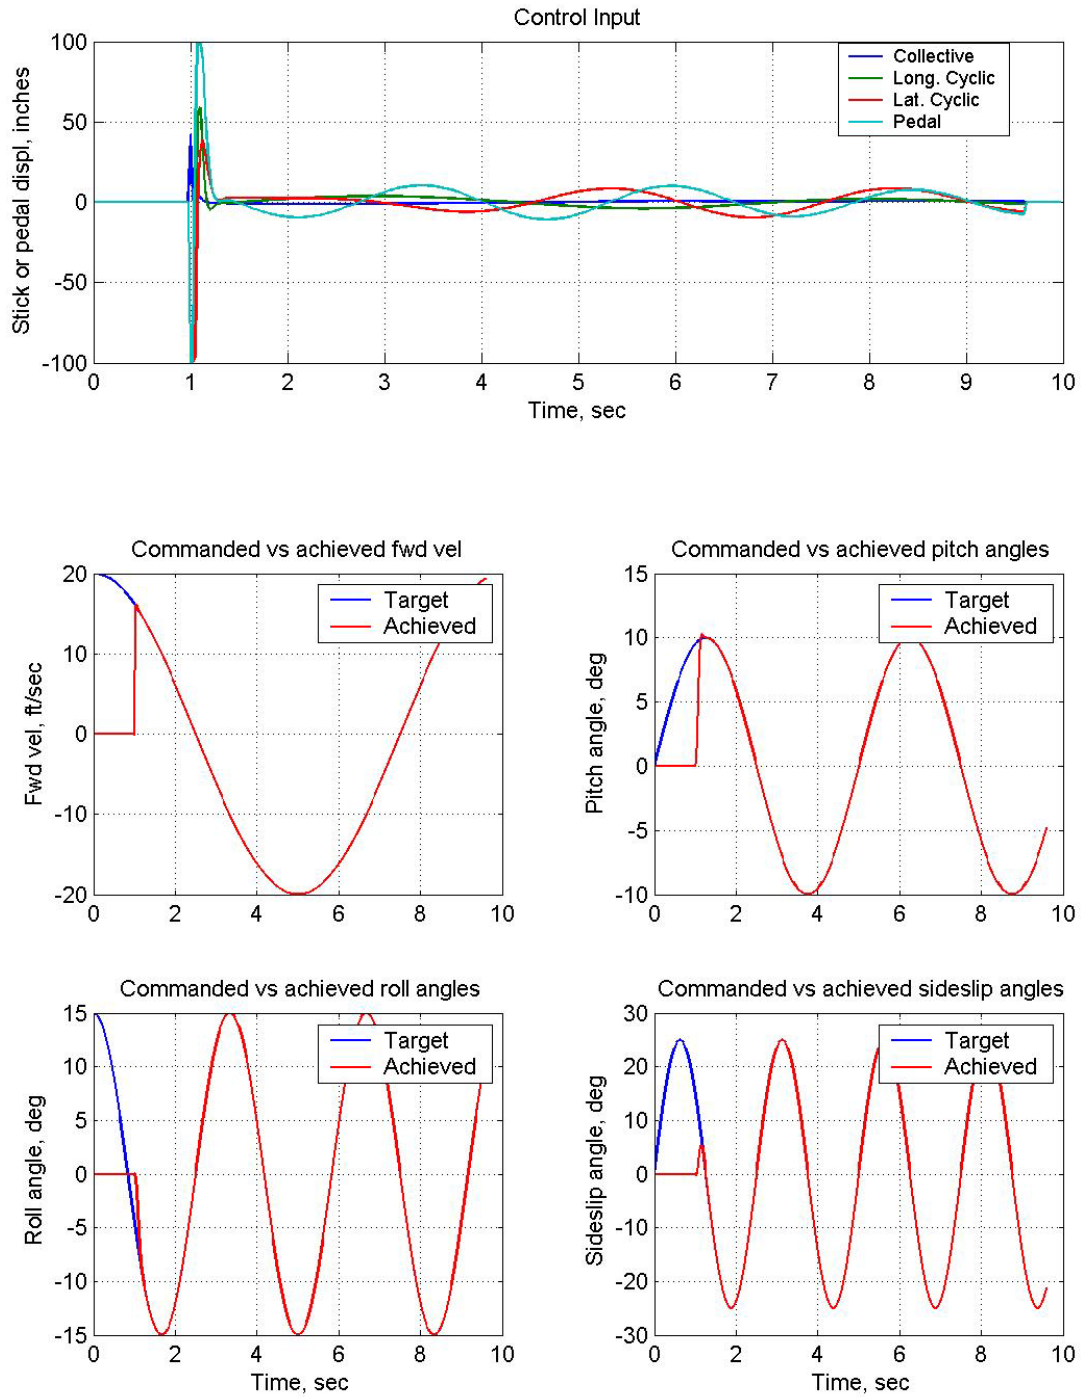 Control Input
100
50
0
-50
-100
Stick or pedal displ, inches
Collective
Long. Cyclic
Lat. Cyclic
Pedal
0 1 2 3 4 5 6 7 8 9 10
Time, sec
Commanded vs achieved fwd vel
20
10
0
-10
-20
Fwd vel, ft/sec
Target
Achieved
0 2 4 6 8 10
Commanded vs achieved pitch angles
15
10
5
0
-5
-10
Pitch angle, deg
Target
Achieved
0 2 4 6 8 10
Commanded vs achieved roll angles
15
10
5
0
-5
-10
-15
Roll angle, deg
Target
Achieved
0 2 4 6 8 10
Time, sec
Commanded vs achieved sideslip angles
30
20
10
0
-10
-20
-30
Sideslip angle, deg
Target
Achieved
0 2 4 6 8 10
Time, sec